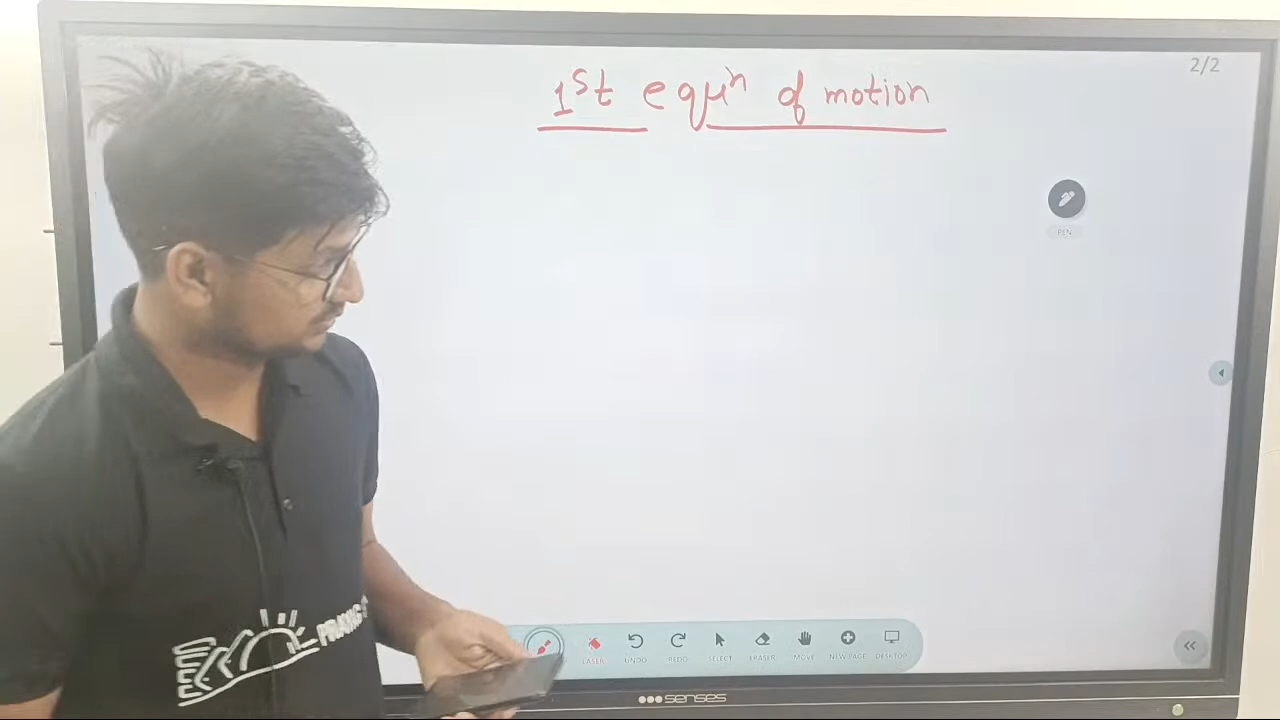 1st equⁿ of motion
2/2
PEN
LASER
UNDO
REDO
SELECT
ERASER
MOVE
NEW PAGE
DESKTOP
senses